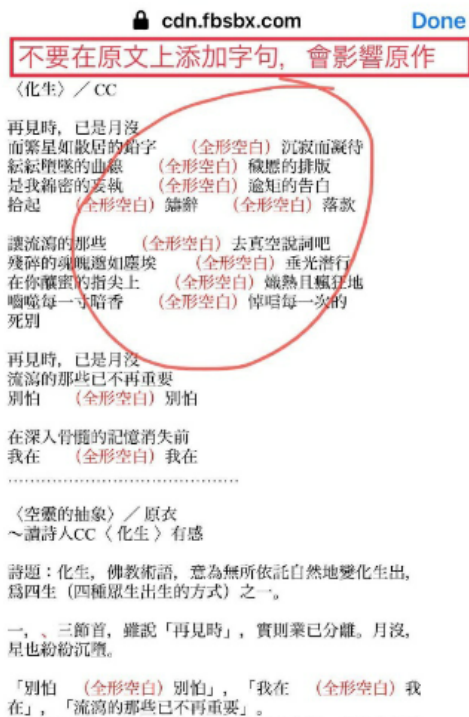 cdn.fbsbx.com Done
不要在原文上添加字句，會影響原作
〈化生〉／CC
再見時，已是月沒
而繁星如散居的鉛字 （全形空白）沉寂而凝待
紜紜墮墜的曲線 （全形空白）穢懸的排版
是我綿密的妄執 （全形空白）逾矩的告白
拾起 （全形空白）鑄辭 （全形空白）落款
讓流瀉的那些 （全形空白）去真空說詞吧
殘碎的魂魄邈如塵埃 （全形空白）垂光潛行
在你釀蜜的指尖上 （全形空白）熾熱且瘋狂地
嚙噬每一寸暗香 （全形空白）悼唁每一次的
死別
再見時，已是月沒
流瀉的那些已不再重要
別怕 （全形空白）別怕
在深入骨髓的記憶消失前
我在 （全形空白）我在
……………………………………
〈空靈的抽象〉／原衣
～讀詩人CC〈化生〉有感
詩題：化生，佛教術語，意為無所依託自然地變化生出，
為四生（四種眾生出生的方式）之一。
一，、三節首，雖說「再見時」，實則業已分離。月沒，
星也紛紛沉墮。
「別怕 （全形空白）別怕」，「我在 （全形空白）我
在」，「流瀉的那些已不再重要」。